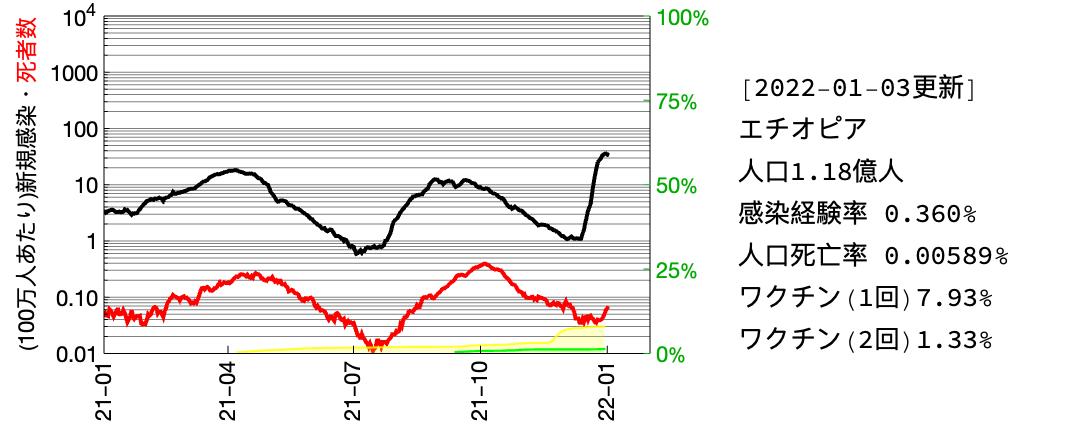 (100万人あたり)新規感染・死者数
10⁴
1000
100
10
1
0.10
0.01
100%
75%
50%
25%
0%
21-01
21-04
21-07
21-10
22-01
[2022-01-03更新]
エチオピア
人口1.18億人
感染経験率 0.360%
人口死亡率 0.00589%
ワクチン(1回)7.93%
ワクチン(2回)1.33%